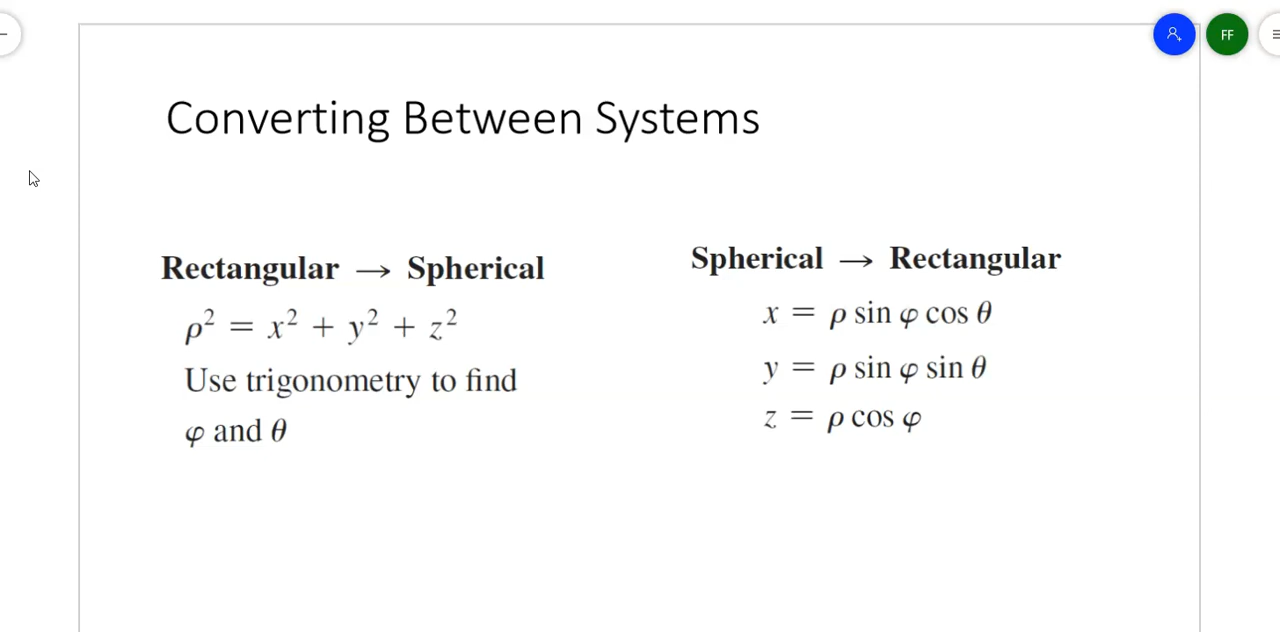 FF
Converting Between Systems
Rectangular → Spherical
ρ² = x² + y² + z²
Use trigonometry to find
φ and θ
Spherical → Rectangular
x = ρ sin φ cos θ
y = ρ sin φ sin θ
z = ρ cos φ